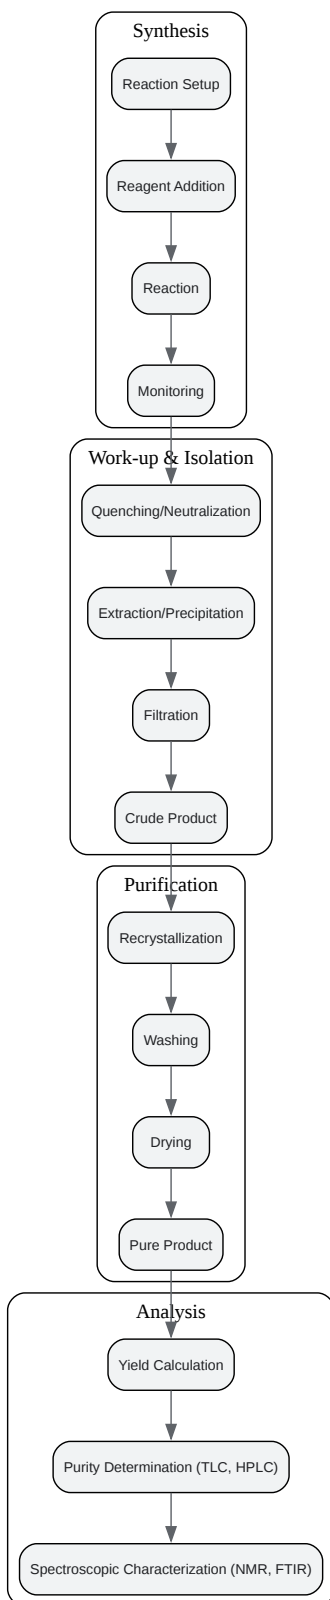 Synthesis
Reaction Setup
Reagent Addition
Reaction
Monitoring
Work-up & Isolation
Quenching/Neutralization
Extraction/Precipitation
Filtration
Crude Product
Purification
Recrystallization
Washing
Drying
Pure Product
Analysis
Yield Calculation
Purity Determination (TLC, HPLC)
Spectroscopic Characterization (NMR, FTIR)